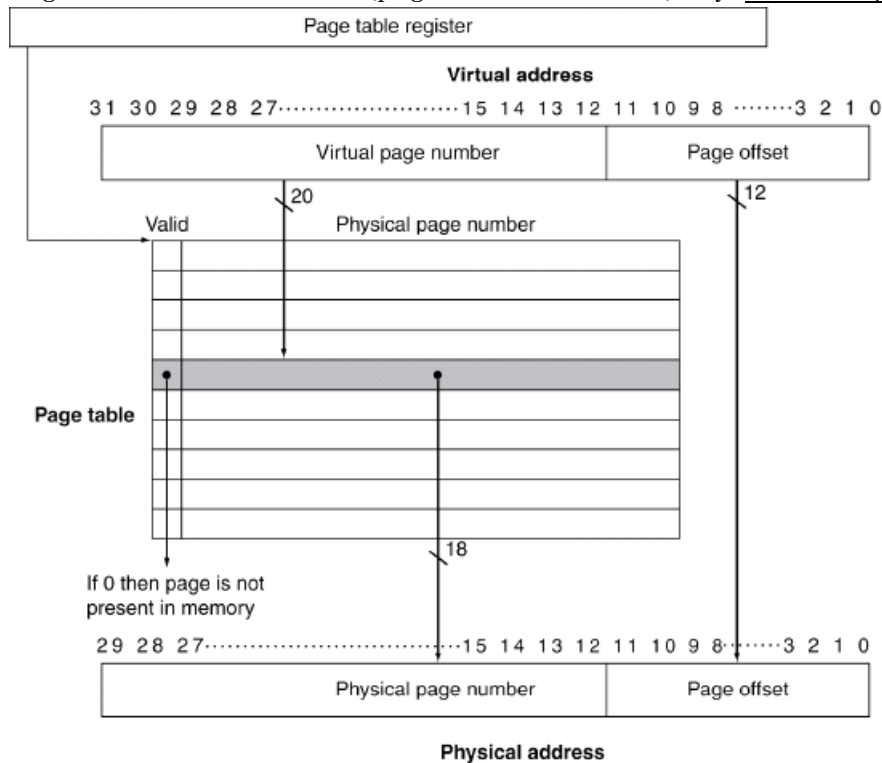 Page table register
Virtual address
31 30 29 28 27··················15 14 13 12 11 10 9 8 ········3 2 1 0
Virtual page number Page offset
20 12
Valid Physical page number
Page table
18
If 0 then page is not
present in memory
29 28 27··························15 14 13 12 11 10 9 8·······3 2 1 0
Physical page number Page offset
Physical address